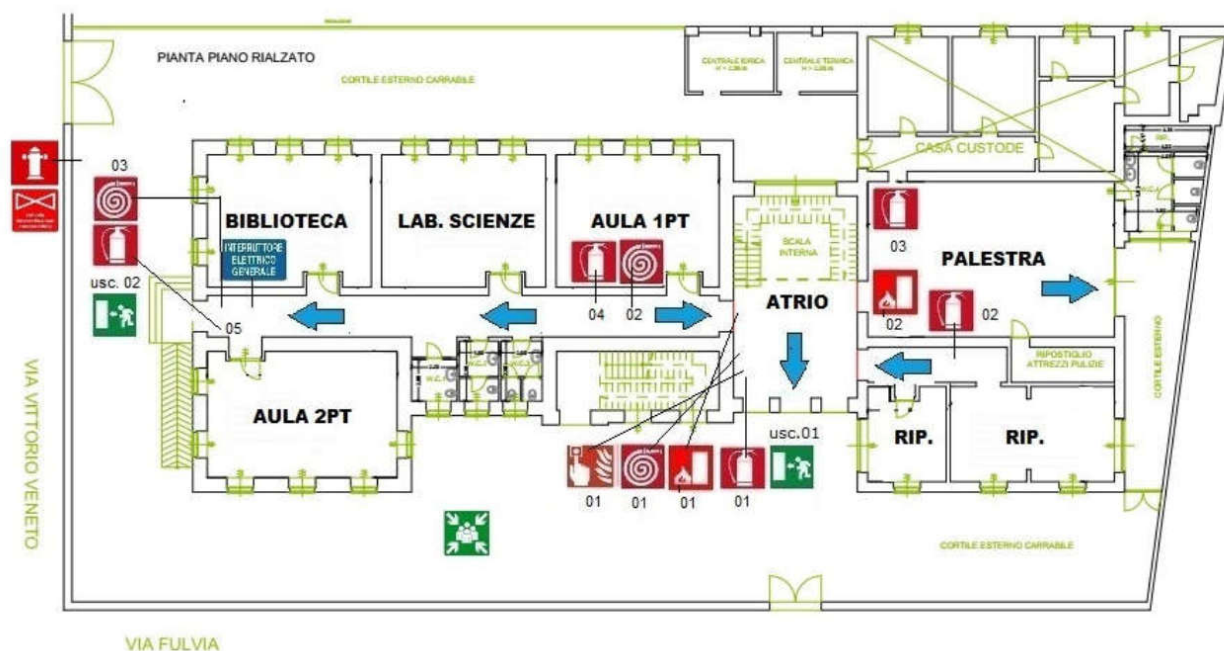 PIANTA PIANO RIALZATO
CORTILE ESTERNO CARRABILE
CENTRALE IDRICA
CENTRALE TERMICA
CASA CUSTODE
RIP.
03
BIBLIOTECA
LAB. SCIENZE
AULA 1PT
SCALA
INTERNA
03
PALESTRA
INTERRUTTORE
ELETTRICO
GENERALE
usc. 02
05
04
02
ATRIO
02
02
RIPOSTIGLIO
ATTREZZI PULIZIE
CORTILE ESTERNO
VIA VITTORIO VENETO
AULA 2PT
usc.01
RIP.
RIP.
01
01
01
01
CORTILE ESTERNO CARRABILE
VIA FULVIA